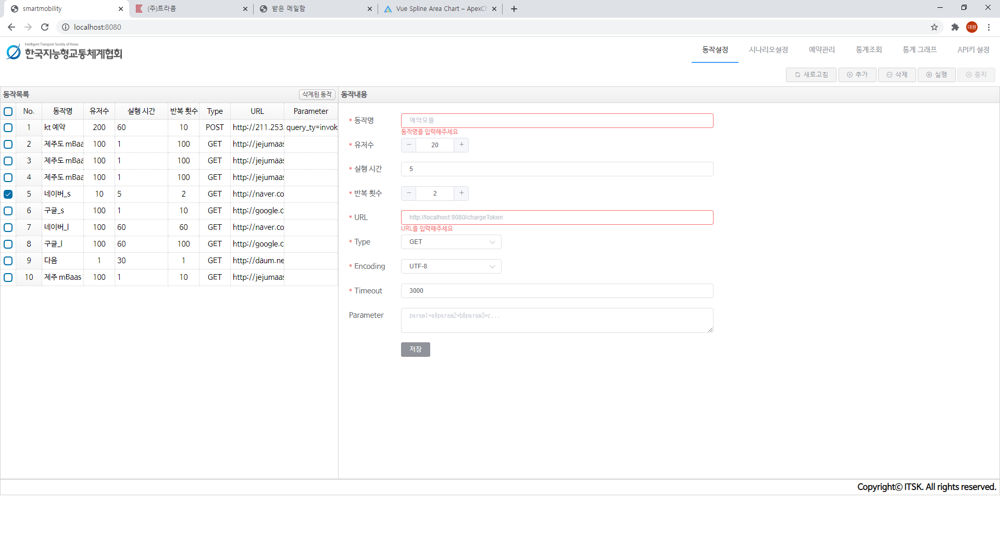 smartmobility
(주)트라콤
받은 메일함
Vue Spline Area Chart – ApexCh
localhost:8080
대원
Intelligent Transport Society of Korea
한국지능형교통체계협회
동작설정 시나리오설정 예약관리 통계조회 통계 그래프 API키 설정
새로고침 추가 삭제 실행 중지
동작목록 삭제된 동작
No. 동작명 유저수 실행 시간 반복 횟수 Type URL Parameter
1 kt 예약 200 60 10 POST http://211.253. query_ty=invok
2 제주도 mBaa 100 1 100 GET http://jejumaas
3 제주도 mBaa 100 1 100 GET http://jejumaas
4 제주도 mBaa 100 1 100 GET http://jejumaas
5 네이버_s 10 5 2 GET http://naver.co
6 구글_s 100 1 10 GET http://google.c
7 네이버_l 100 60 60 GET http://naver.co
8 구글_l 100 60 100 GET http://google.c
9 다음 1 30 1 GET http://daum.ne
10 제주 mBaas 100 1 10 GET http://jejumaas
동작내용
* 동작명 예약모듈
동작명을 입력해주세요
* 유저수 − 20 +
* 실행 시간 5
* 반복 횟수 − 2 +
* URL http://localhost:8080/chargeToken
URL을 입력해주세요
* Type GET
* Encoding UTF-8
* Timeout 3000
Parameter param1=a&param2=b&param3=c...
저장
Copyrightⓒ ITSK. All rights reserved.